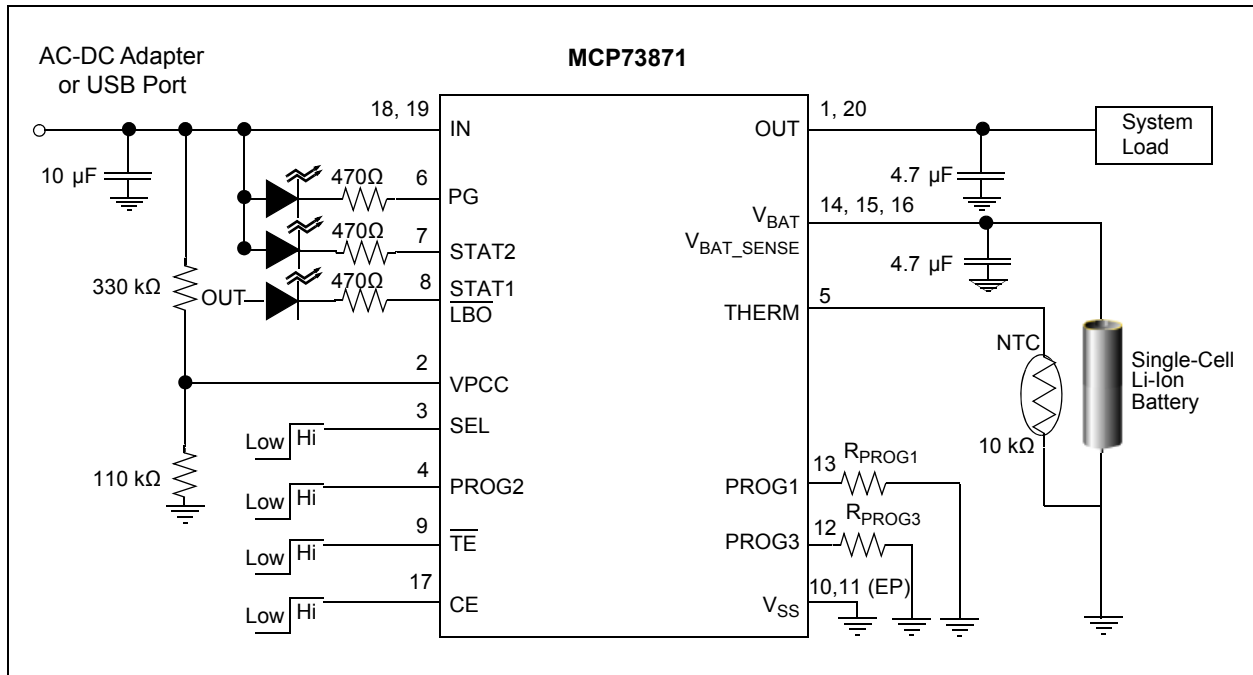 MCP73871
AC-DC Adapter
or USB Port
18, 19
IN
1, 20
OUT
System
Load
10 µF
470Ω
6
PG
4.7 µF
470Ω
7
STAT2
V_BAT
14, 15, 16
V_BAT_SENSE
4.7 µF
330 kΩ
OUT
470Ω
8
STAT1
LBO
5
THERM
NTC
Single-Cell
Li-Ion
Battery
10 kΩ
2
VPCC
3
SEL
Low Hi
110 kΩ
4
PROG2
Low Hi
13
R_PROG1
PROG1
9
TE
Low Hi
12
R_PROG3
PROG3
17
CE
Low Hi
10,11 (EP)
V_SS